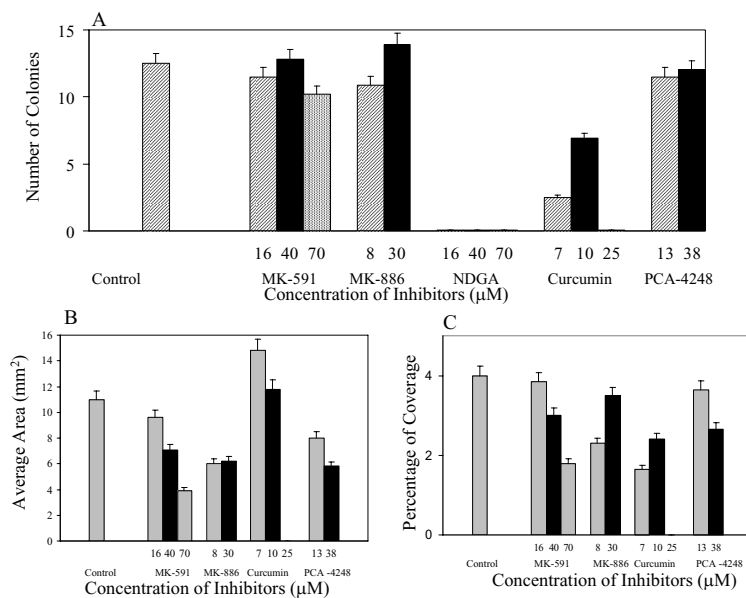 A
15
10
5
0
Number of Colonies
16 40 70 8 30 16 40 70 7 10 25 13 38
Control MK-591 MK-886 NDGA Curcumin PCA-4248
Concentration of Inhibitors (µM)
B
16
14
12
10
8
6
4
2
0
Average Area (mm²)
16 40 70 8 30 7 10 25 13 38
Control MK-591 MK-886 Curcumin PCA -4248
Concentration of Inhibitors (µM)
C
4
2
0
Percentage of Coverage
16 40 70 8 30 7 10 25 13 38
Control MK-591 MK-886 Curcumin PCA -4248
Concentration of Inhibitors (µM)